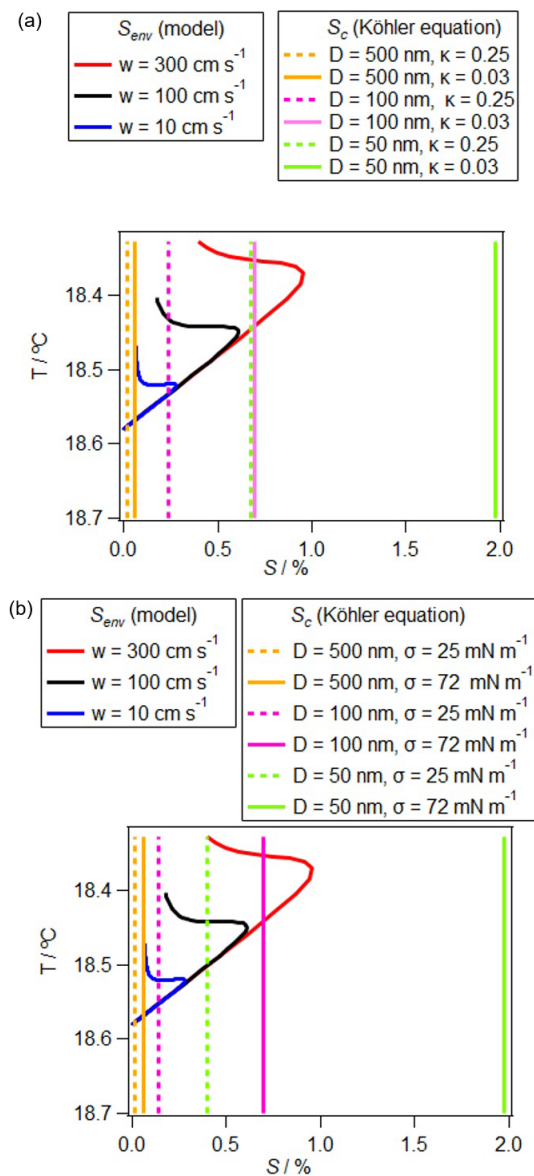 (a)
S_env (model)
w = 300 cm s⁻¹
w = 100 cm s⁻¹
w = 10 cm s⁻¹
S_c (Köhler equation)
D = 500 nm, κ = 0.25
D = 500 nm, κ = 0.03
D = 100 nm, κ = 0.25
D = 100 nm, κ = 0.03
D = 50 nm, κ = 0.25
D = 50 nm, κ = 0.03
T / ºC
18.4
18.5
18.6
18.7
0.0 0.5 1.0 1.5 2.0
S / %
(b)
S_env (model)
w = 300 cm s⁻¹
w = 100 cm s⁻¹
w = 10 cm s⁻¹
S_c (Köhler equation)
D = 500 nm, σ = 25 mN m⁻¹
D = 500 nm, σ = 72 mN m⁻¹
D = 100 nm, σ = 25 mN m⁻¹
D = 100 nm, σ = 72 mN m⁻¹
D = 50 nm, σ = 25 mN m⁻¹
D = 50 nm, σ = 72 mN m⁻¹
T / ºC
18.4
18.5
18.6
18.7
0.0 0.5 1.0 1.5 2.0
S / %